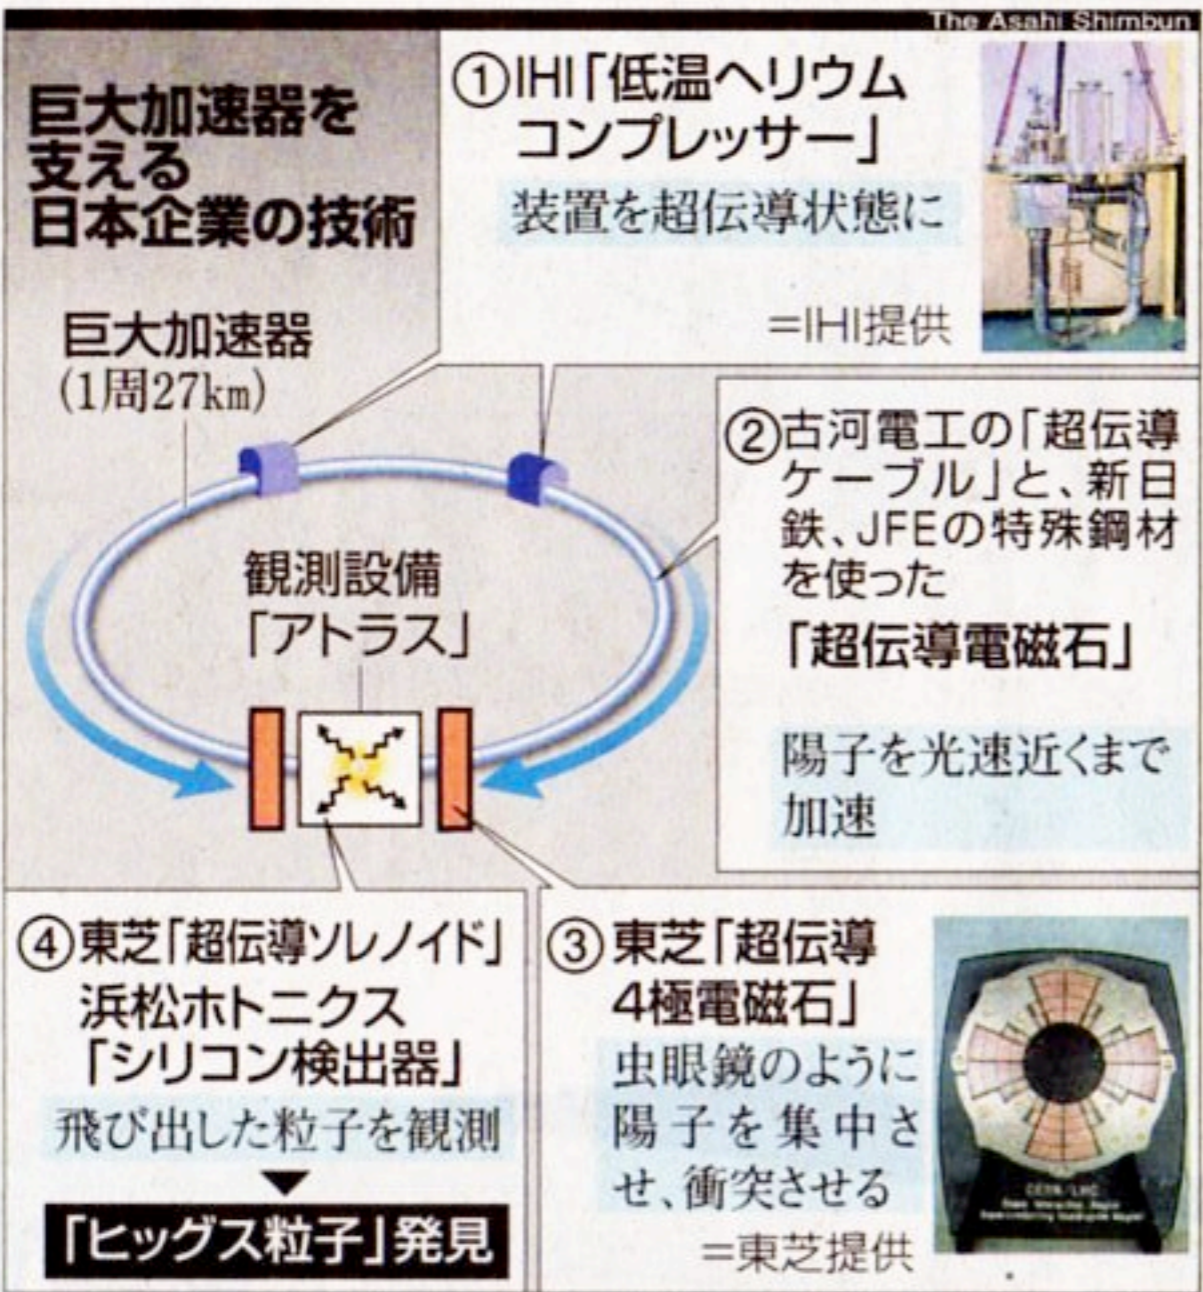 The Asahi Shimbun
巨大加速器を
支える
日本企業の技術
①IHI「低温ヘリウム
コンプレッサー」
装置を超伝導状態に
=IHI提供
巨大加速器
(1周27km)
②古河電工の「超伝導
ケーブル」と、新日
鉄、JFEの特殊鋼材
を使った
「超伝導電磁石」
陽子を光速近くまで
加速
観測設備
「アトラス」
③東芝「超伝導
4極電磁石」
虫眼鏡のように
陽子を集中さ
せ、衝突させる
=東芝提供
CERN/LHC
④東芝「超伝導ソレノイド」
浜松ホトニクス
「シリコン検出器」
飛び出した粒子を観測
「ヒッグス粒子」発見